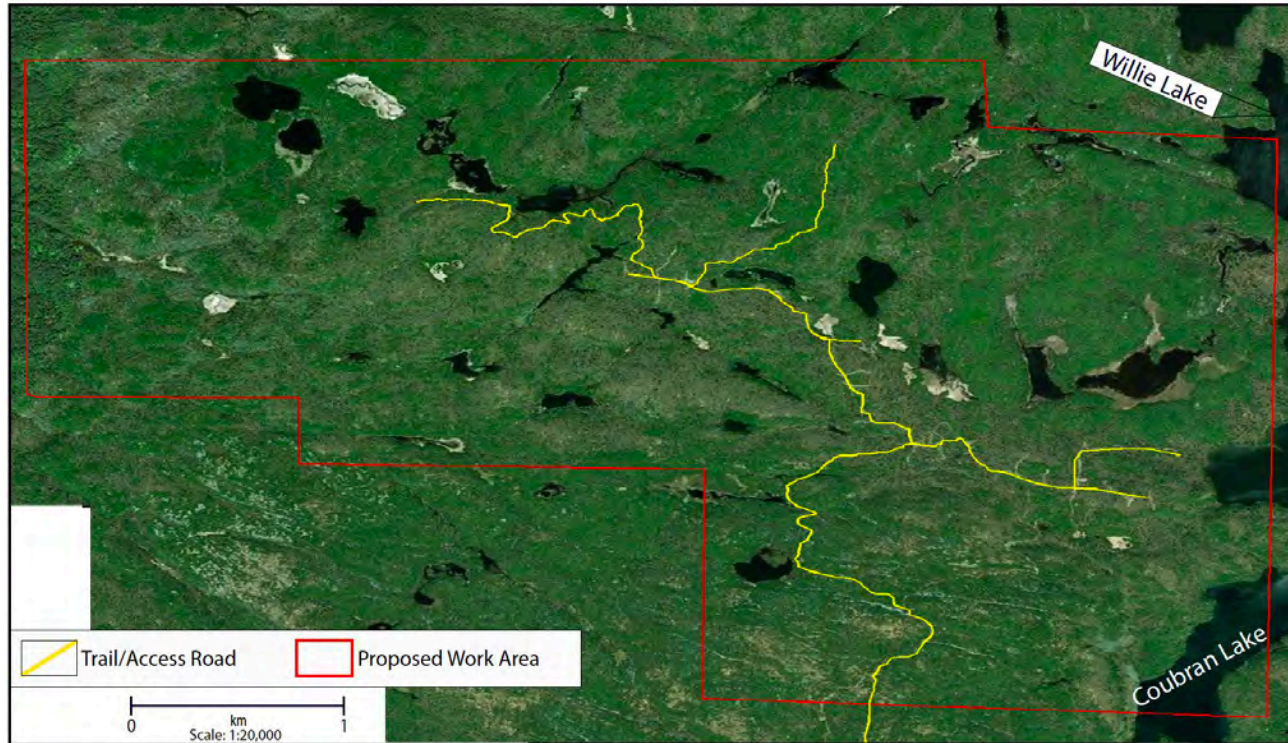 Willie Lake
Coubran Lake
Trail/Access Road
Proposed Work Area
0
km
1
Scale: 1:20,000